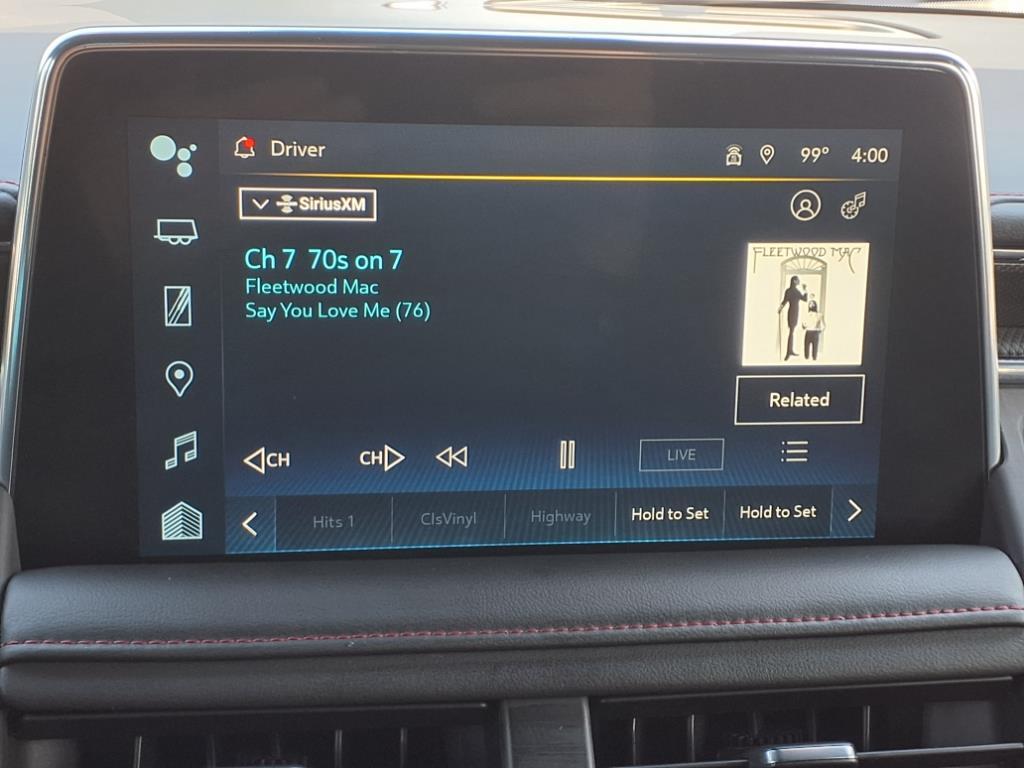 Driver
99° 4:00
SiriusXM
Ch 7 70s on 7
Fleetwood Mac
Say You Love Me (76)
FLEETWOOD MAC
Related
CH
CH
LIVE
Hits 1
ClsVinyl
Highway
Hold to Set
Hold to Set